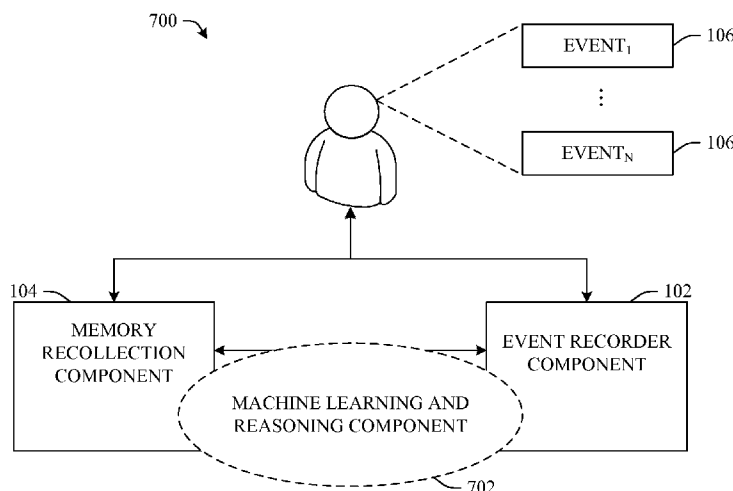 700
EVENT1
106
⋮
EVENTN
106
104
102
MEMORY
RECOLLECTION
COMPONENT
EVENT RECORDER
COMPONENT
MACHINE LEARNING AND
REASONING COMPONENT
702